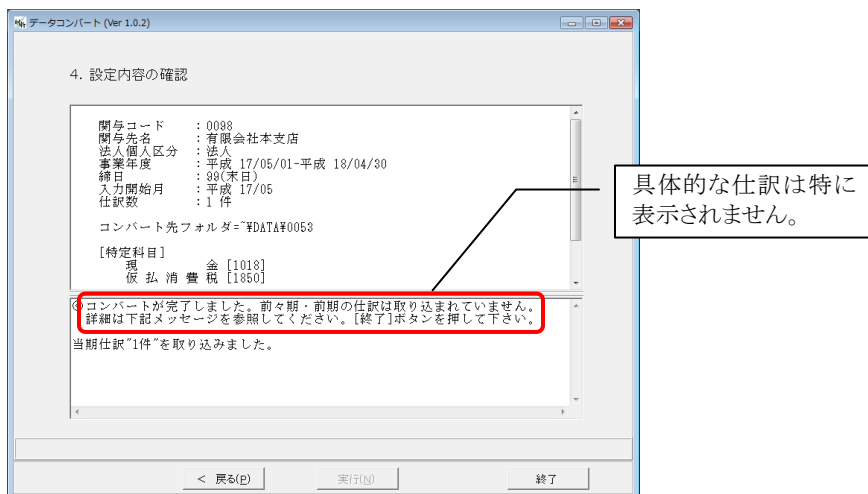 データコンバート (Ver 1.0.2)
4. 設定内容の確認
関与コード : 0098
関与先名 : 有限会社本支店
法人個人区分 : 法人
事業年度 : 平成 17/05/01-平成 18/04/30
締日 : 99(末日)
入力開始月 : 平成 17/05
仕訳数 : 1 件
コンバート先フォルダ=~¥DATA¥0053
[特定科目]
現 金 [1018]
仮 払 消 費 税 [1850]
具体的な仕訳は特に
表示されません。
◎コンバートが完了しました。前々期・前期の仕訳は取り込まれていません。
詳細は下記メッセージを参照してください。[終了]ボタンを押して下さい。
当期仕訳"1件"を取り込みました。
< 戻る(P)
実行(N)
終了